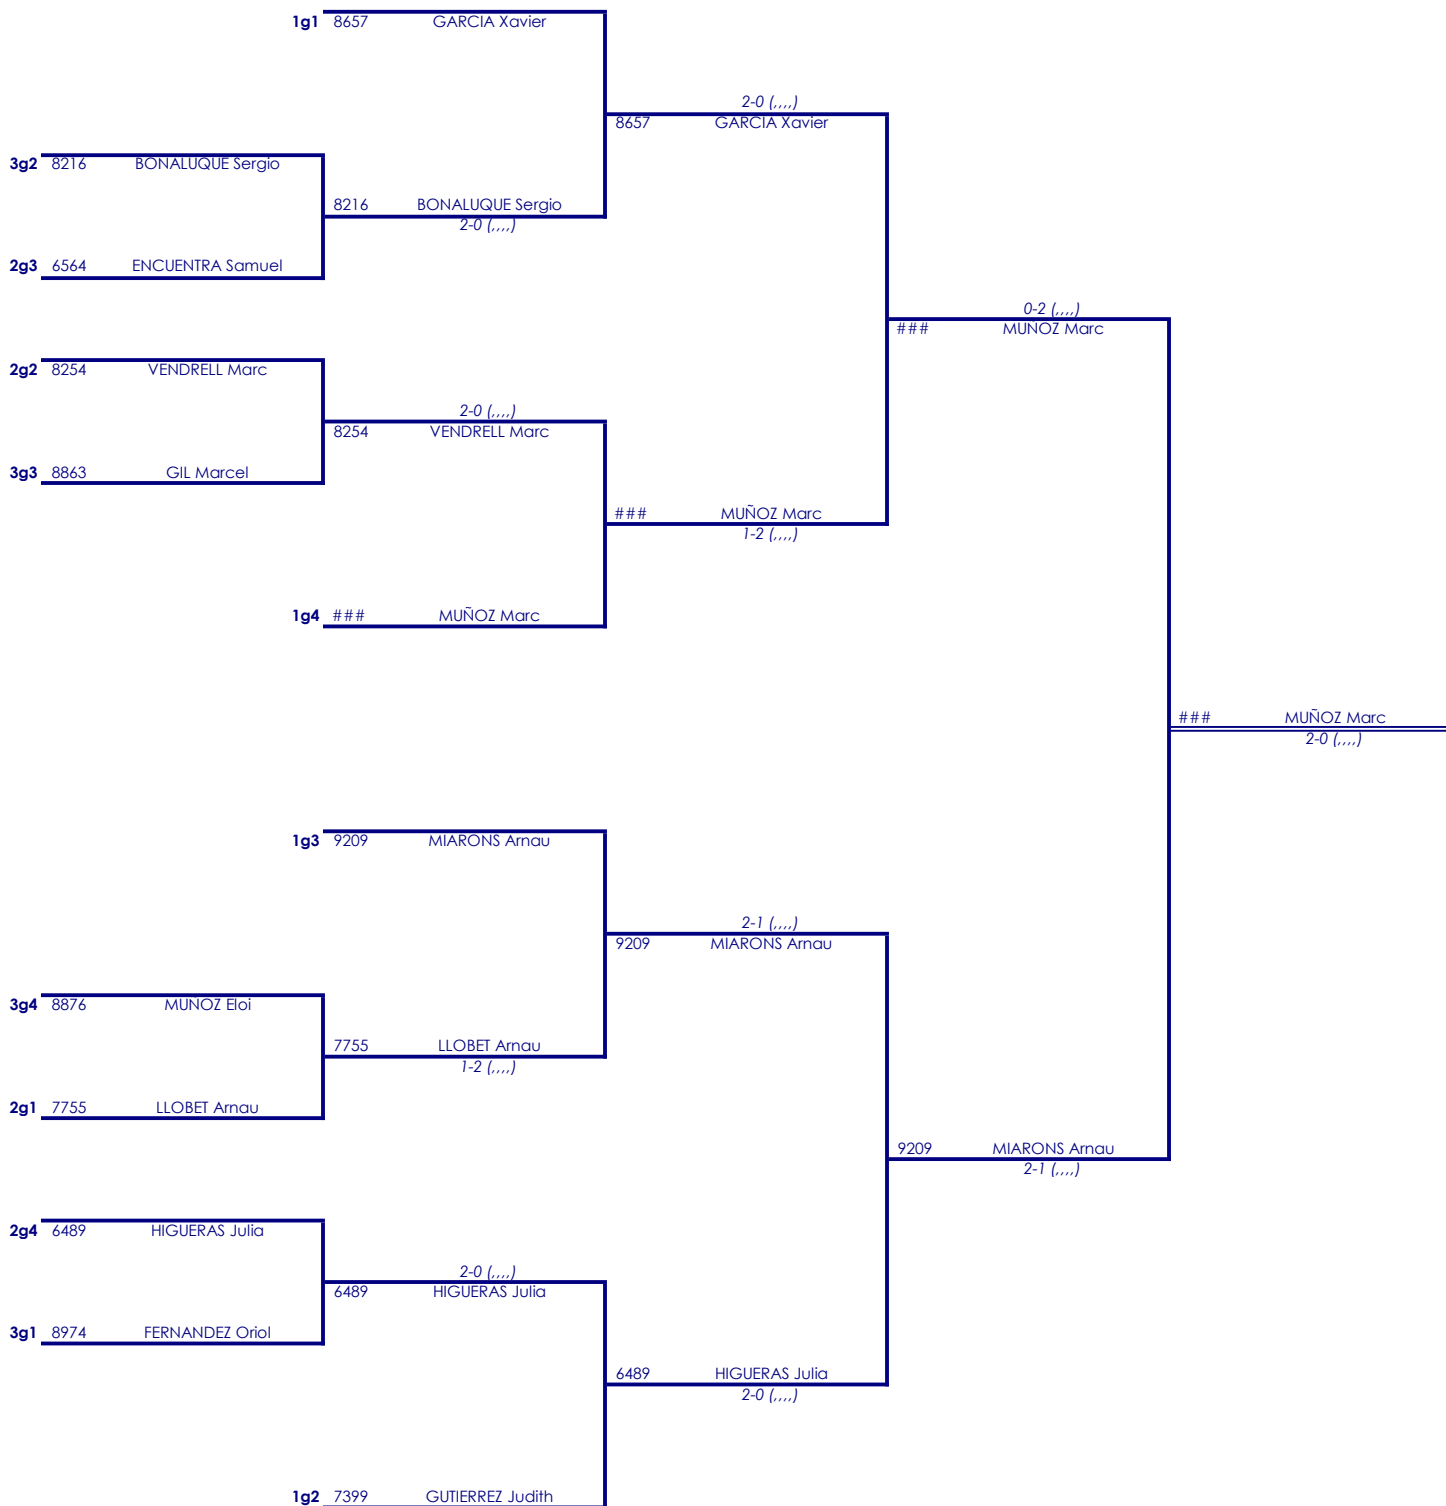 1g1 8657 GARCIA Xavier
2-0 (,,,,)
8657 GARCIA Xavier
3g2 8216 BONALUQUE Sergio
8216 BONALUQUE Sergio
2-0 (,,,,)
2g3 6564 ENCUENTRA Samuel
0-2 (,,,,)
### MUÑOZ Marc
2g2 8254 VENDRELL Marc
2-0 (,,,,)
8254 VENDRELL Marc
3g3 8863 GIL Marcel
### MUÑOZ Marc
1-2 (,,,,)
1g4 ### MUÑOZ Marc
### MUÑOZ Marc
2-0 (,,,,)
1g3 9209 MIARONS Arnau
2-1 (,,,,)
9209 MIARONS Arnau
3g4 8876 MUÑOZ Eloi
7755 LLOBET Arnau
1-2 (,,,,)
2g1 7755 LLOBET Arnau
9209 MIARONS Arnau
2-1 (,,,,)
2g4 6489 HIGUERAS Julia
2-0 (,,,,)
6489 HIGUERAS Julia
3g1 8974 FERNANDEZ Oriol
6489 HIGUERAS Julia
2-0 (,,,,)
1g2 7399 GUTIERREZ Judith